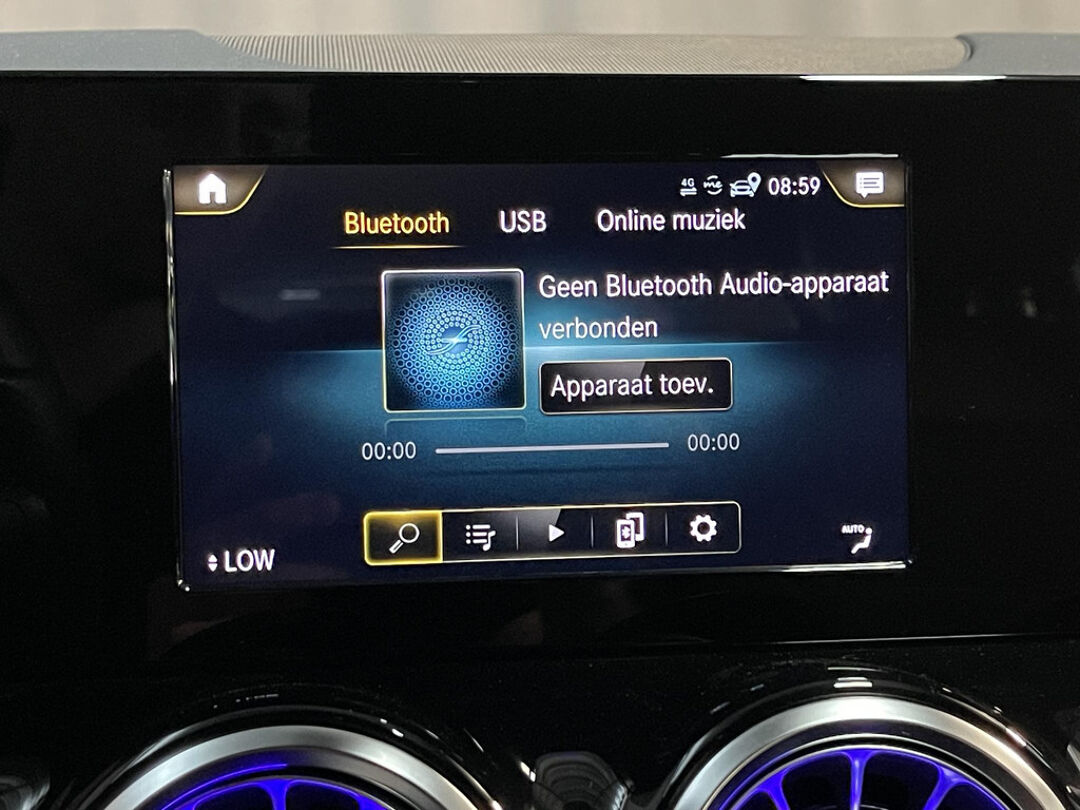 4G me 08:59
Bluetooth USB Online muziek
Geen Bluetooth Audio-apparaat
verbonden
Apparaat toev.
00:00 00:00
LOW
AUTO